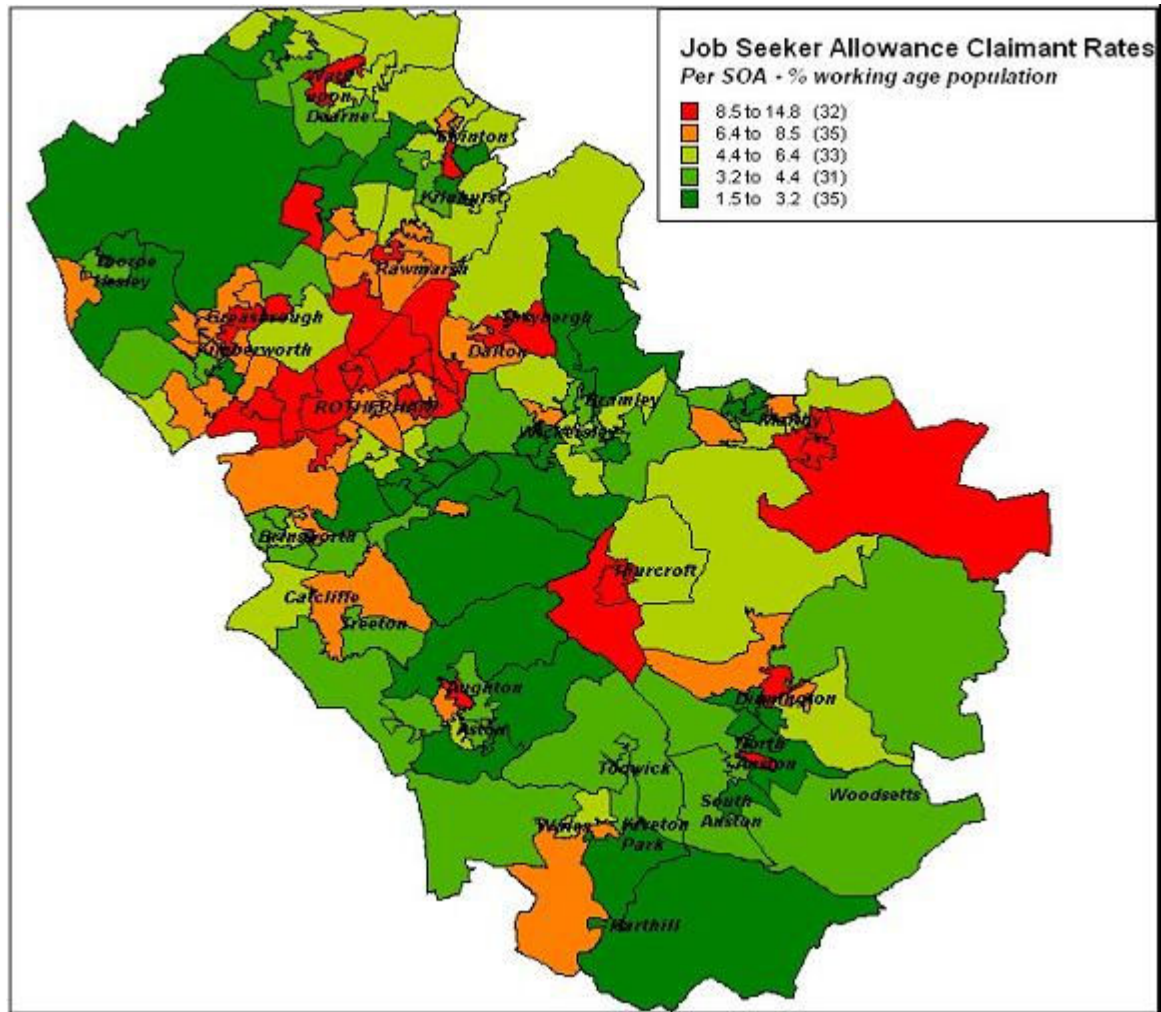 Job Seeker Allowance Claimant Rates
Per SOA - % working age population
8.5 to 14.8 (32)
6.4 to 8.5 (35)
4.4 to 6.4 (33)
3.2 to 4.4 (31)
1.5 to 3.2 (35)
Wath
upon
Dearne
Swinton
Kilnhurst
Thorpe
Hesley
Rawmarsh
Greasbrough
Thrybergh
Kimberworth
Dalton
ROTHERHAM
Bramley
Maltby
Wickersley
Brinsworth
Thurcroft
Catcliffe
Treeton
Aughton
Dinnington
Aston
North
Anston
Todwick
South
Anston
Woodsetts
Wales
Kiveton
Park
Harthill